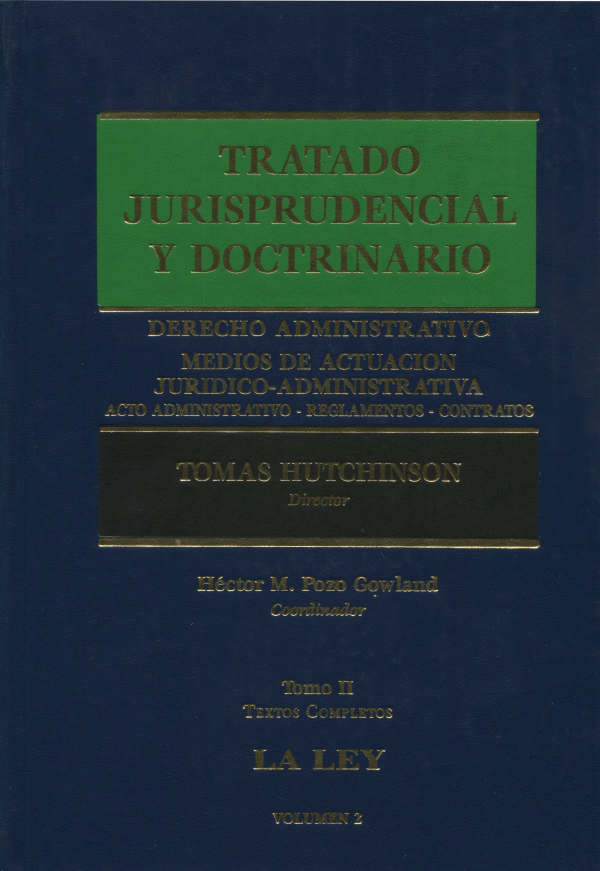 TRATADO
JURISPRUDENCIAL
Y DOCTRINARIO
DERECHO ADMINISTRATIVO
MEDIOS DE ACTUACION
JURIDICO-ADMINISTRATIVA
ACTO ADMINISTRATIVO - REGLAMENTOS - CONTRATOS
TOMAS HUTCHINSON
Director
Héctor M. Pozo Gowland
Coordinador
Tomo II
TEXTOS COMPLETOS
LA LEY
VOLUMEN 2